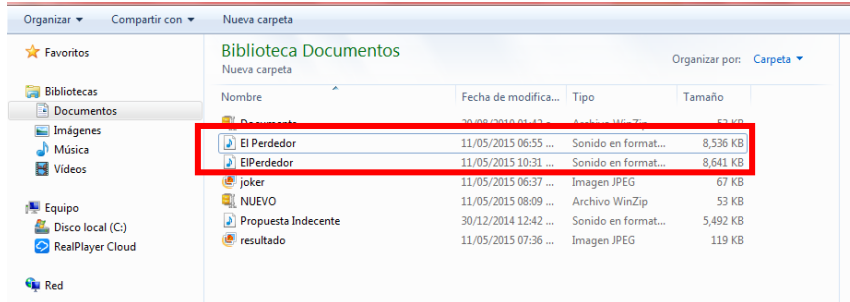 Organizar Compartir con Nueva carpeta
Favoritos
Bibliotecas
Documentos
Imágenes
Música
Vídeos
Equipo
Disco local (C:)
RealPlayer Cloud
Red
Biblioteca Documentos
Nueva carpeta
Organizar por: Carpeta
Nombre Fecha de modifica... Tipo Tamaño
El Perdedor 11/05/2015 06:55 ... Sonido en format... 8,536 KB
ElPerdedor 11/05/2015 10:31 ... Sonido en format... 8,641 KB
joker 11/05/2015 06:37 ... Imagen JPEG 67 KB
NUEVO 11/05/2015 08:09 ... Archivo WinZip 53 KB
Propuesta Indecente 30/12/2014 12:42 ... Sonido en format... 5,492 KB
resultado 11/05/2015 07:36 ... Imagen JPEG 119 KB